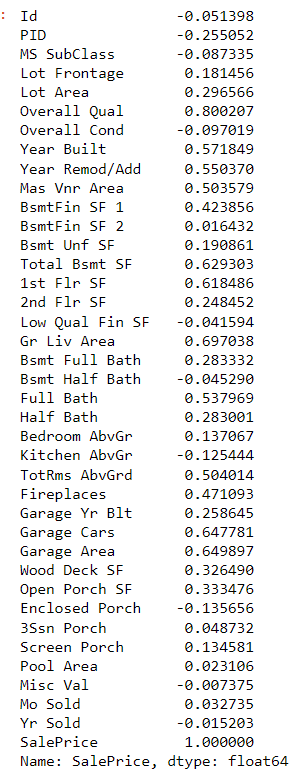 : Id -0.051398
PID -0.255052
MS SubClass -0.087335
Lot Frontage 0.181456
Lot Area 0.296566
Overall Qual 0.800207
Overall Cond -0.097019
Year Built 0.571849
Year Remod/Add 0.550370
Mas Vnr Area 0.503579
BsmtFin SF 1 0.423856
BsmtFin SF 2 0.016432
Bsmt Unf SF 0.190861
Total Bsmt SF 0.629303
1st Flr SF 0.618486
2nd Flr SF 0.248452
Low Qual Fin SF -0.041594
Gr Liv Area 0.697038
Bsmt Full Bath 0.283332
Bsmt Half Bath -0.045290
Full Bath 0.537969
Half Bath 0.283001
Bedroom AbvGr 0.137067
Kitchen AbvGr -0.125444
TotRms AbvGrd 0.504014
Fireplaces 0.471093
Garage Yr Blt 0.258645
Garage Cars 0.647781
Garage Area 0.649897
Wood Deck SF 0.326490
Open Porch SF 0.333476
Enclosed Porch -0.135656
3Ssn Porch 0.048732
Screen Porch 0.134581
Pool Area 0.023106
Misc Val -0.007375
Mo Sold 0.032735
Yr Sold -0.015203
SalePrice 1.000000
Name: SalePrice, dtype: float64